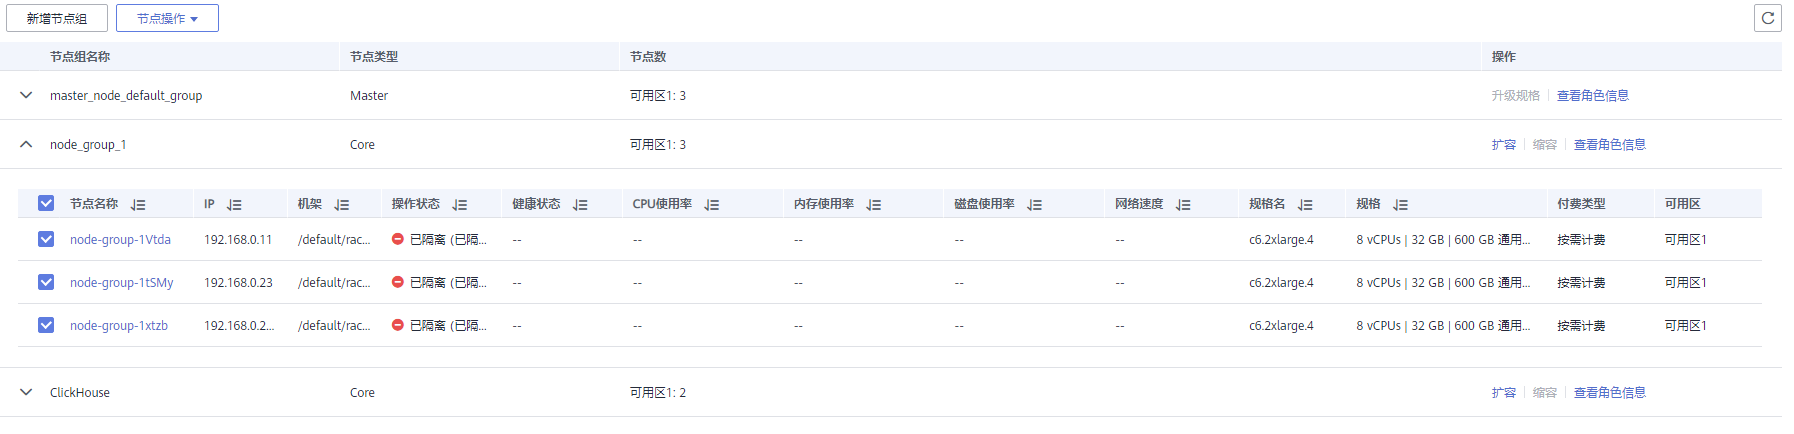 新增节点组 节点操作
节点组名称 节点类型 节点数 操作
master_node_default_group Master 可用区1: 3 升级规格 查看角色信息
node_group_1 Core 可用区1: 3 扩容 缩容 查看角色信息
节点名称 IP 机架 操作状态 健康状态 CPU使用率 内存使用率 磁盘使用率 网络速度 规格名 规格 付费类型 可用区
node-group-1Vtda 192.168.0.11 /default/rac... 已隔离 (已隔... -- -- -- -- -- c6.2xlarge.4 8 vCPUs | 32 GB | 600 GB 通用... 按需计费 可用区1
node-group-1tSMy 192.168.0.23 /default/rac... 已隔离 (已隔... -- -- -- -- -- c6.2xlarge.4 8 vCPUs | 32 GB | 600 GB 通用... 按需计费 可用区1
node-group-1xtzb 192.168.0.2... /default/rac... 已隔离 (已隔... -- -- -- -- -- c6.2xlarge.4 8 vCPUs | 32 GB | 600 GB 通用... 按需计费 可用区1
ClickHouse Core 可用区1: 2 扩容 缩容 查看角色信息